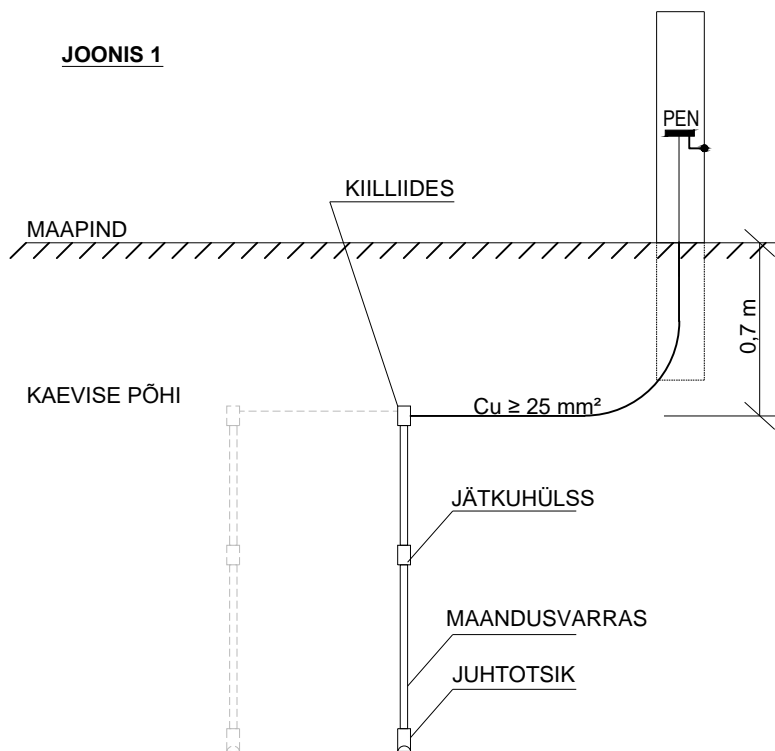 JOONIS 1
PEN
KIILLIIDES
MAAPIND
0,7 m
KAEVISE PÕHI
Cu ≥ 25 mm²
JÄTKUHÜLSS
MAANDUSVARRAS
JUHTOTSIK